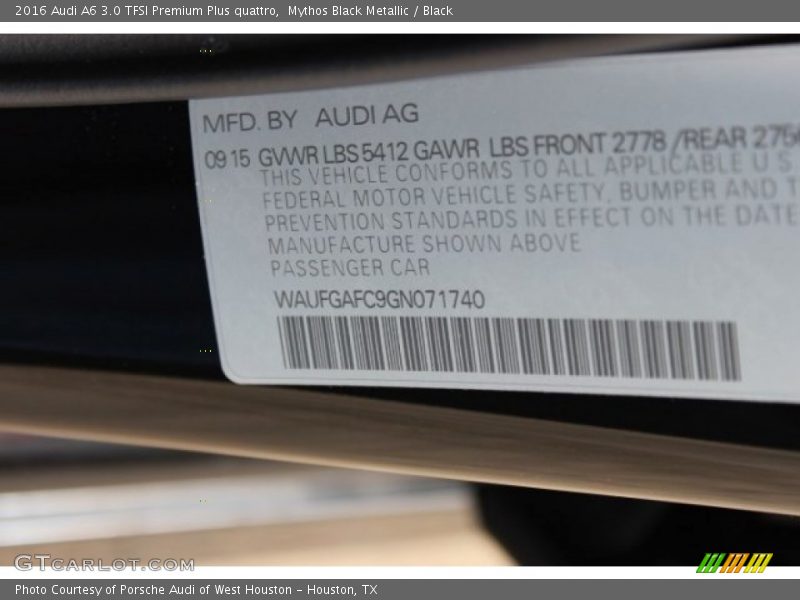 2016 Audi A6 3.0 TFSI Premium Plus quattro, Mythos Black Metallic / Black
MFD. BY AUDI AG
09 15 GVWR LBS 5412 GAWR LBS FRONT 2778 /REAR 275
THIS VEHICLE CONFORMS TO ALL APPLICABLE U S
FEDERAL MOTOR VEHICLE SAFETY, BUMPER AND T
PREVENTION STANDARDS IN EFFECT ON THE DATE
MANUFACTURE SHOWN ABOVE
PASSENGER CAR
WAUFGAFC9GN071740
GTCARLOT.COM
Photo Courtesy of Porsche Audi of West Houston - Houston, TX